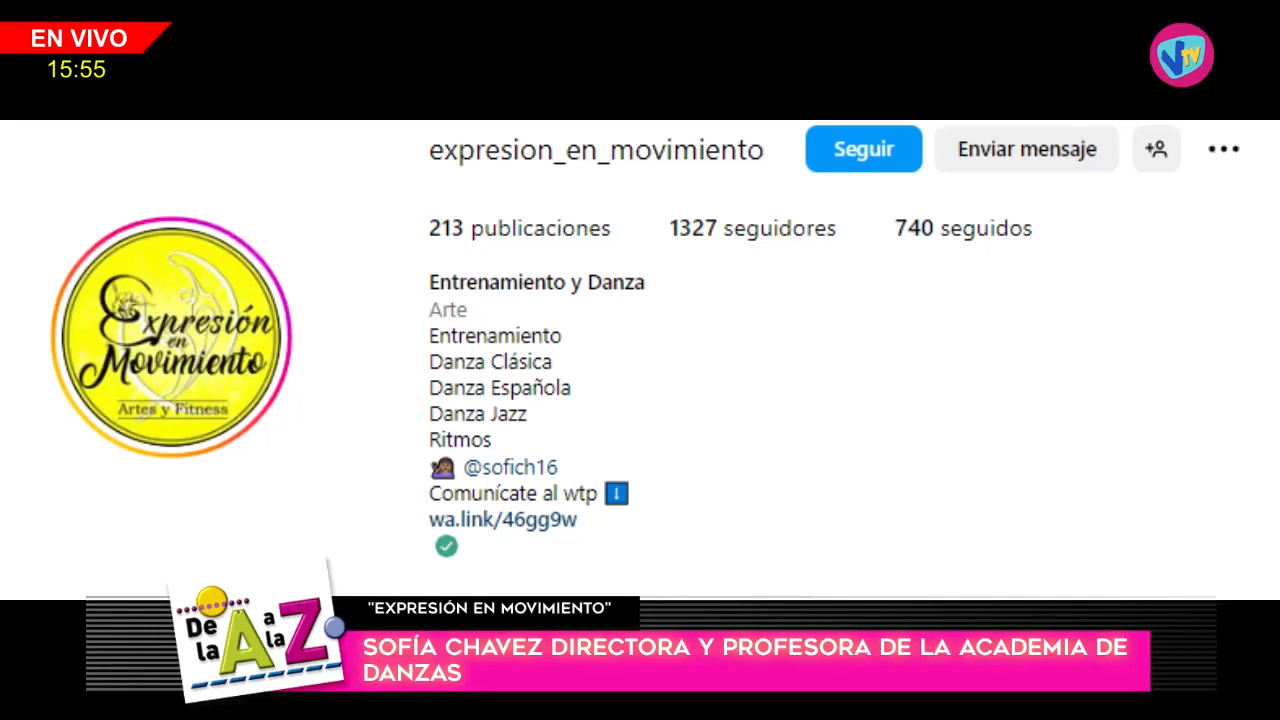 EN VIVO
15:55
VTV
expresion_en_movimiento
Seguir
Enviar mensaje
213 publicaciones
1327 seguidores
740 seguidos
Expresión
en
Movimiento
Artes y Fitness
Entrenamiento y Danza
Arte
Entrenamiento
Danza Clásica
Danza Española
Danza Jazz
Ritmos
@sofich16
Comunícate al wtp
wa.link/46gg9w
De la A a la Z
"EXPRESIÓN EN MOVIMIENTO"
SOFÍA CHAVEZ DIRECTORA Y PROFESORA DE LA ACADEMIA DE
DANZAS